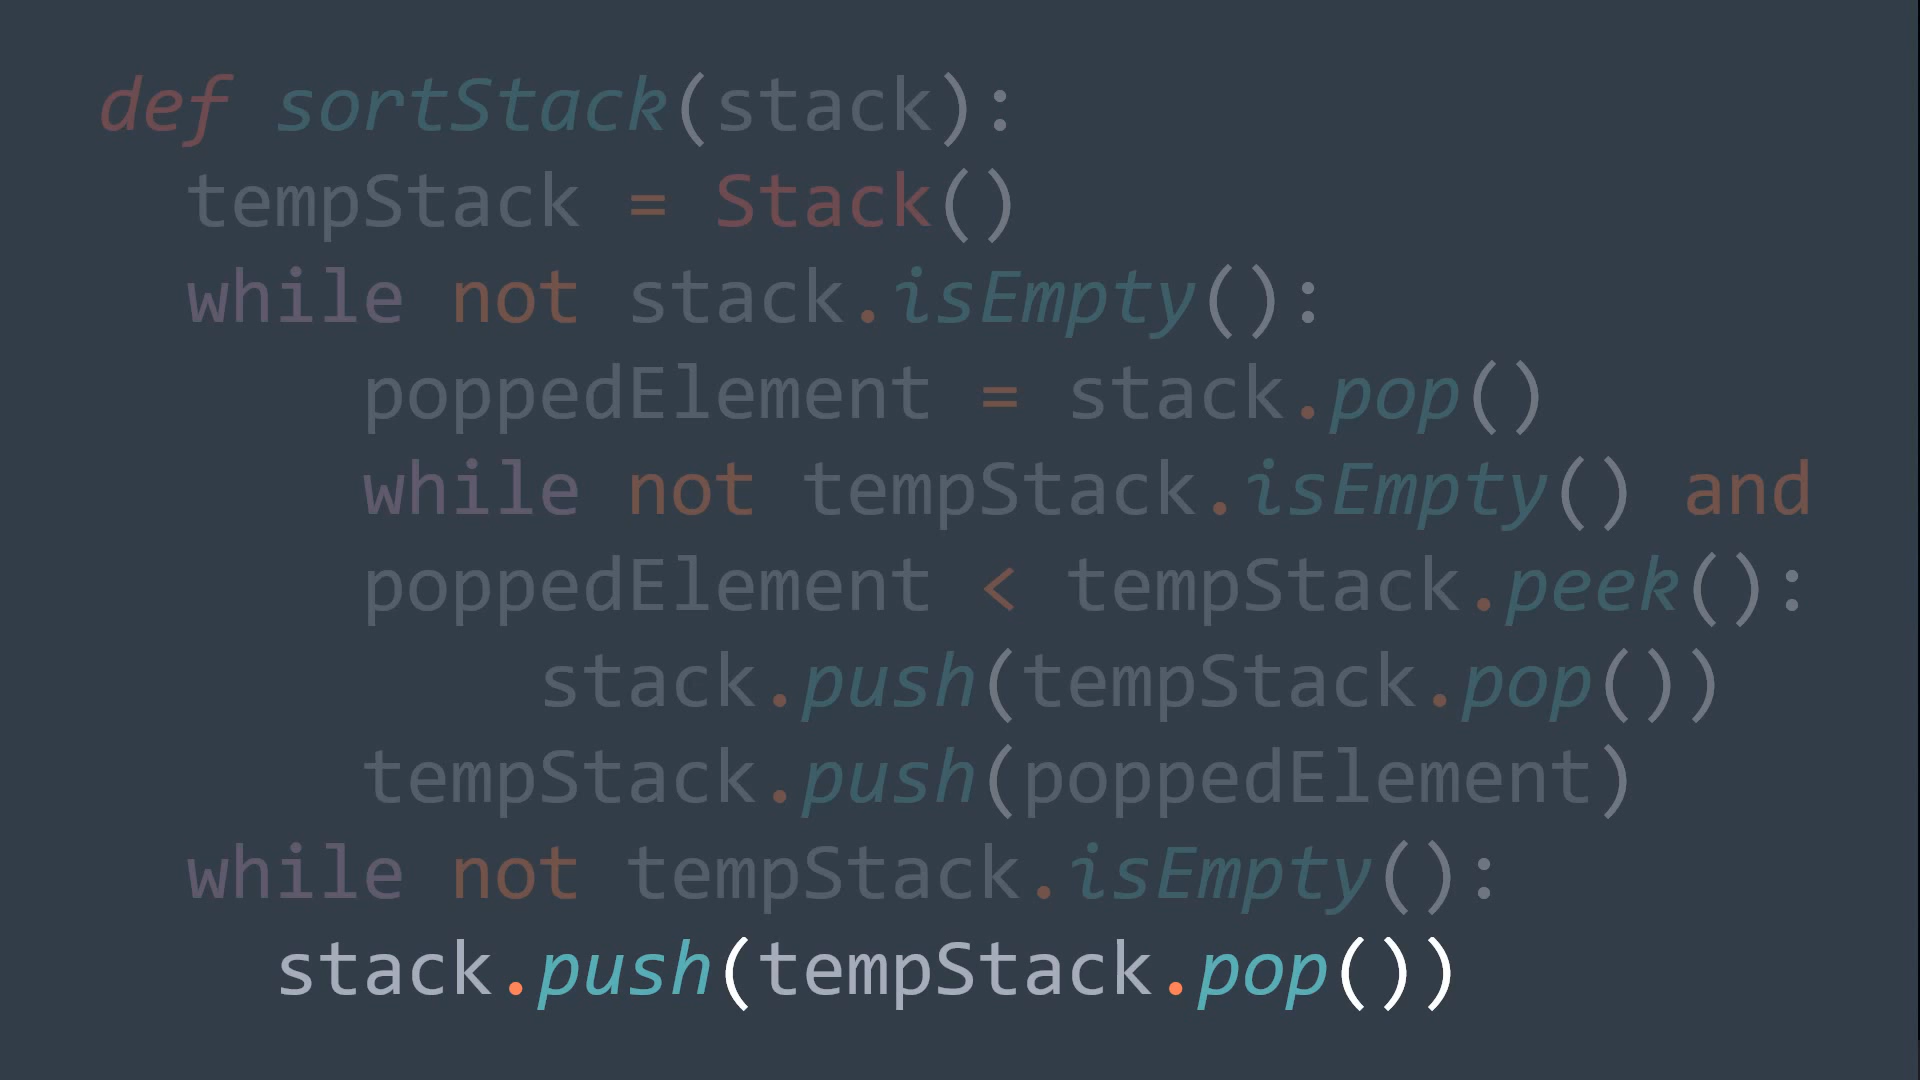 def sortStack(stack):
  tempStack = Stack()
  while not stack.isEmpty():
      poppedElement = stack.pop()
      while not tempStack.isEmpty() and
      poppedElement < tempStack.peek():
          stack.push(tempStack.pop())
      tempStack.push(poppedElement)
  while not tempStack.isEmpty():
    stack.push(tempStack.pop())